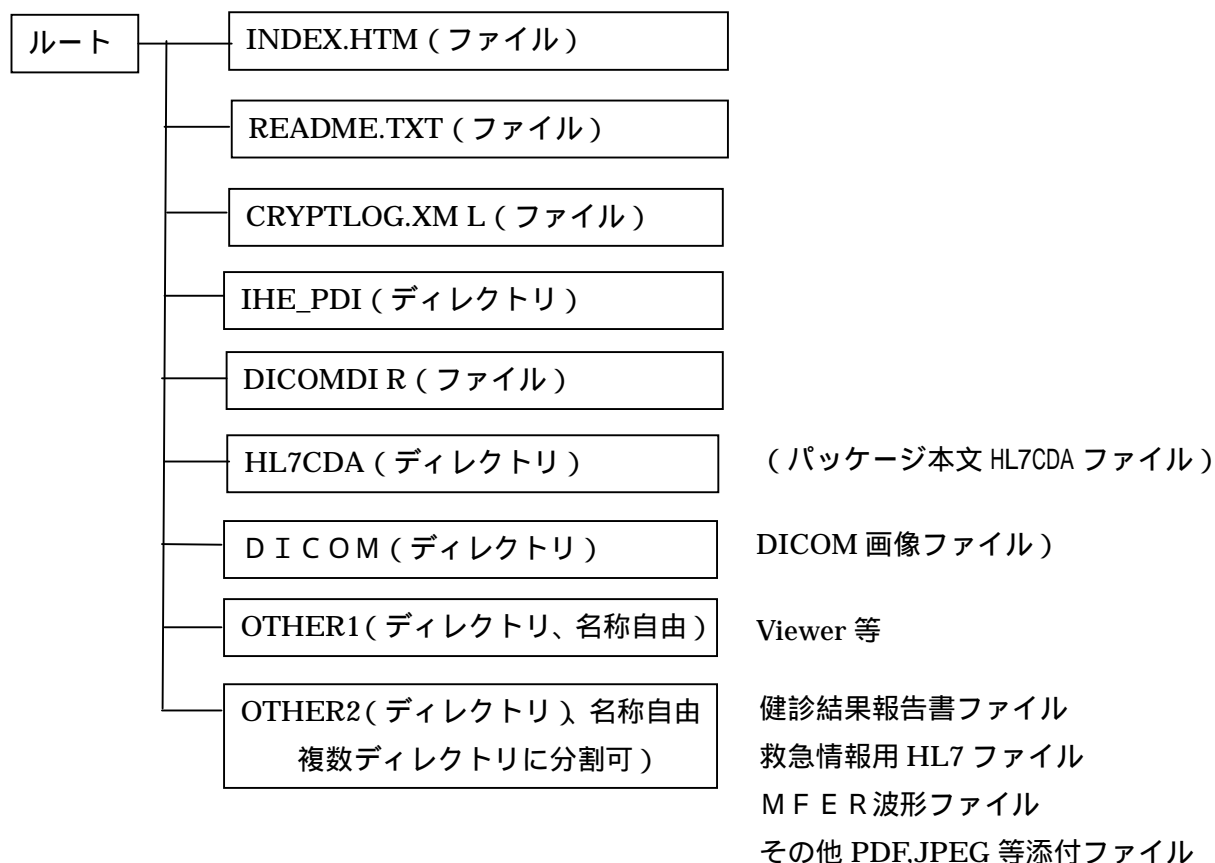 ルート
INDEX.HTM（ファイル）
README.TXT（ファイル）
CRYPTLOG.XM L（ファイル）
IHE_PDI（ディレクトリ）
DICOMDI R（ファイル）
HL7CDA（ディレクトリ） （パッケージ本文 HL7CDA ファイル）
ＤＩＣＯＭ（ディレクトリ） DICOM 画像ファイル）
OTHER1（ディレクトリ、名称自由） Viewer 等
OTHER2（ディレクトリ）、名称自由 健診結果報告書ファイル
複数ディレクトリに分割可） 救急情報用 HL7 ファイル
ＭＦＥＲ波形ファイル
その他 PDF,JPEG 等添付ファイル